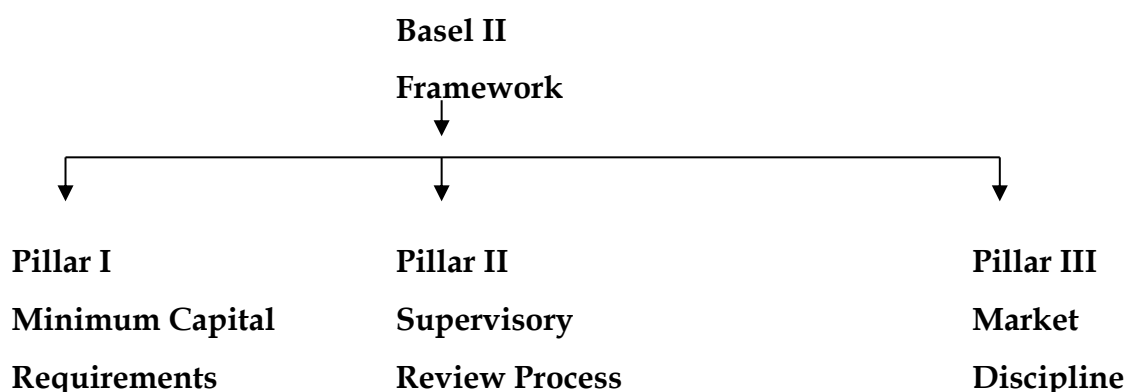 Basel II
Framework
Pillar I
Minimum Capital
Requirements
Pillar II
Supervisory
Review Process
Pillar III
Market
Discipline